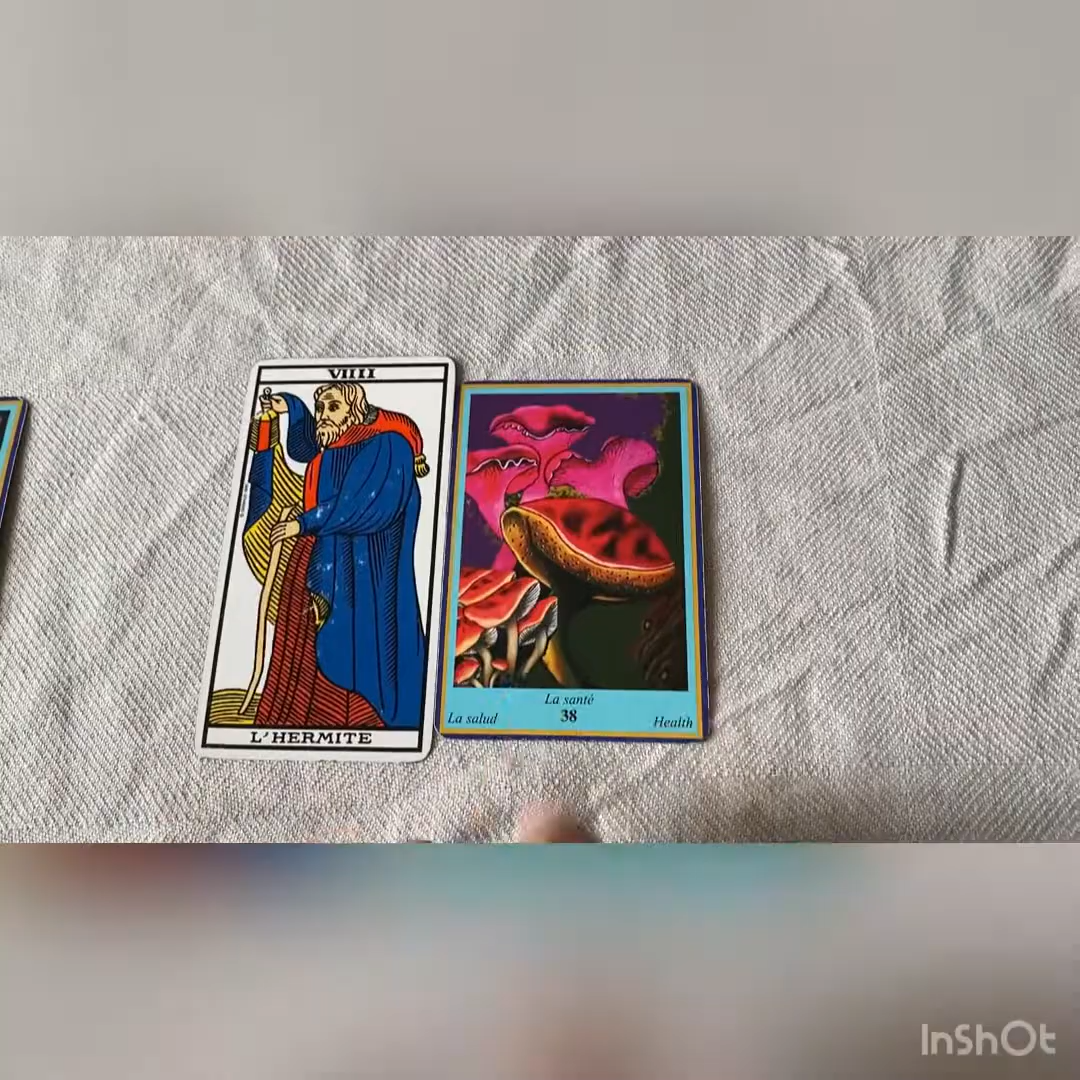 VIIII
L'HERMITE
La santé
La salud 38 Health
InShOt